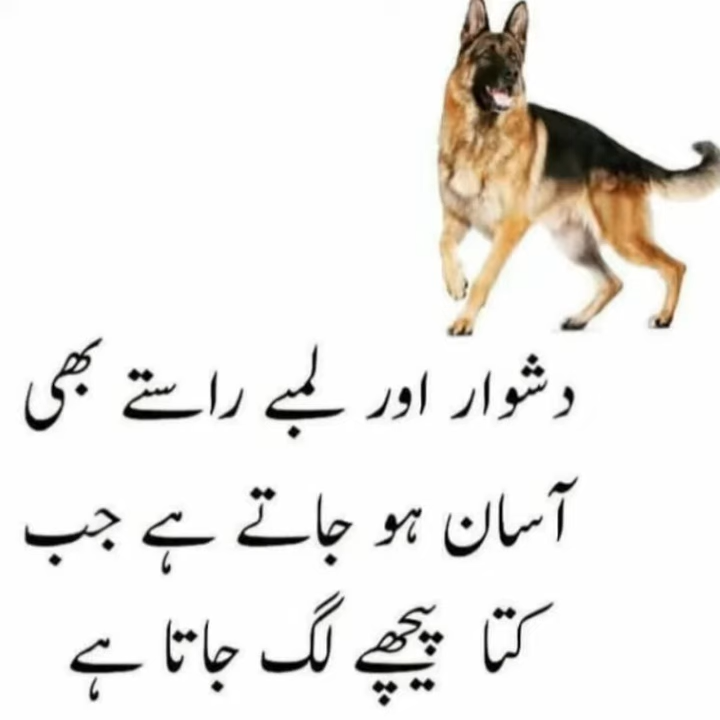 دشوار اور لمبے راستے بھی
آسان ہو جاتے ہے جب
کتا پیچھے لگ جاتا ہے